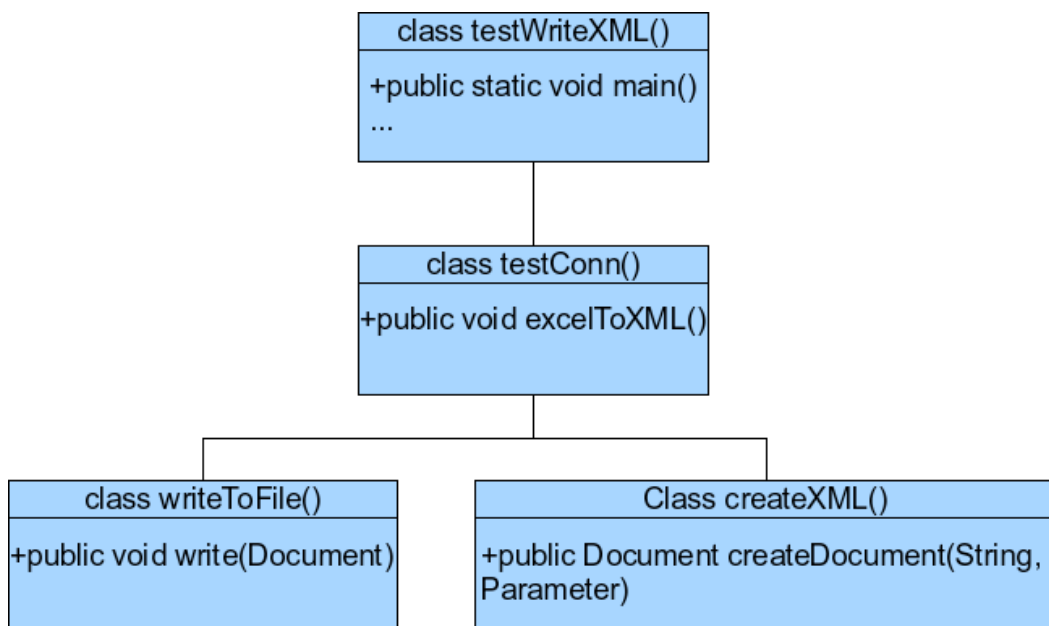 class testWriteXML()
+public static void main()
...
class testConn()
+public void excelToXML()
class writeToFile()
+public void write(Document)
Class createXML()
+public Document createDocument(String,
Parameter)